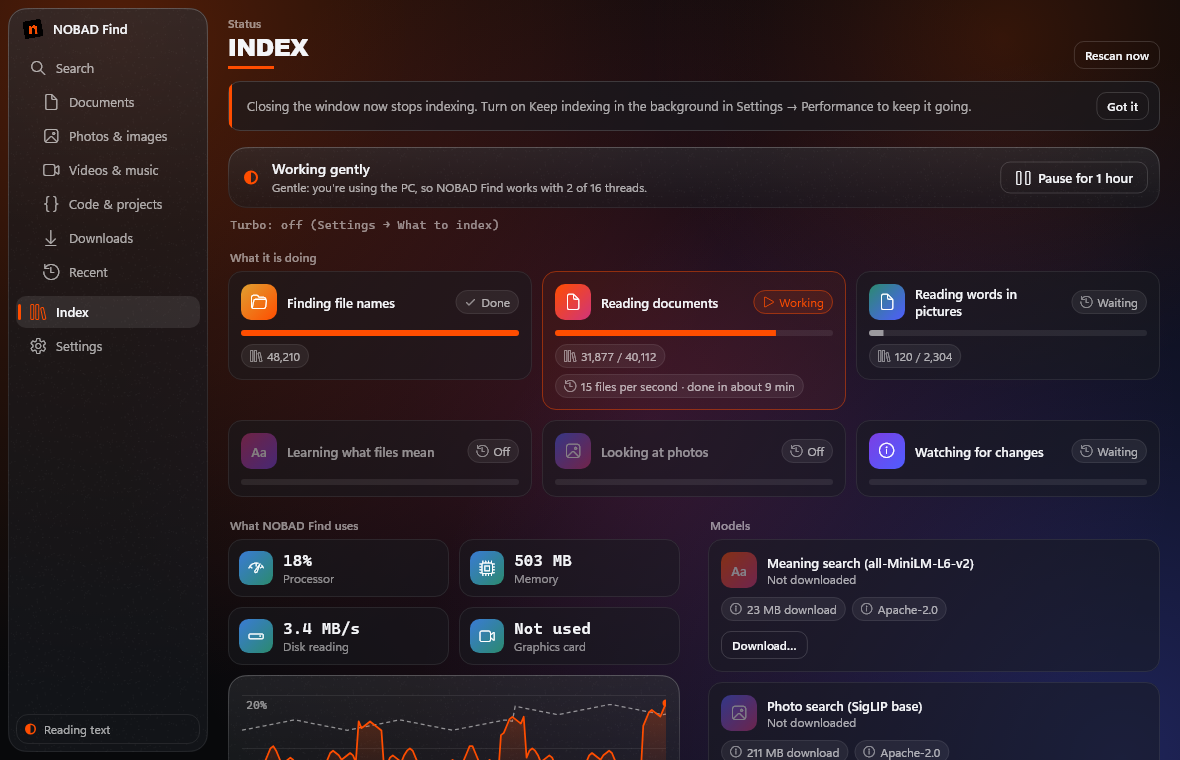 n NOBAD Find
Search
Documents
Photos & images
Videos & music
Code & projects
Downloads
Recent
Index
Settings
Reading text
Status
INDEX
Rescan now
Closing the window now stops indexing. Turn on Keep indexing in the background in Settings → Performance to keep it going.
Got it
Working gently
Gentle: you're using the PC, so NOBAD Find works with 2 of 16 threads.
Pause for 1 hour
Turbo: off (Settings → What to index)
What it is doing
Finding file names
Done
48,210
Reading documents
Working
31,877 / 40,112
15 files per second · done in about 9 min
Reading words in
pictures
Waiting
120 / 2,304
Aa Learning what files mean
Off
Looking at photos
Off
Watching for changes
Waiting
What NOBAD Find uses
18%
Processor
503 MB
Memory
3.4 MB/s
Disk reading
Not used
Graphics card
20%
Models
Aa Meaning search (all-MiniLM-L6-v2)
Not downloaded
23 MB download
Apache-2.0
Download...
Photo search (SigLIP base)
Not downloaded
211 MB download
Apache-2.0